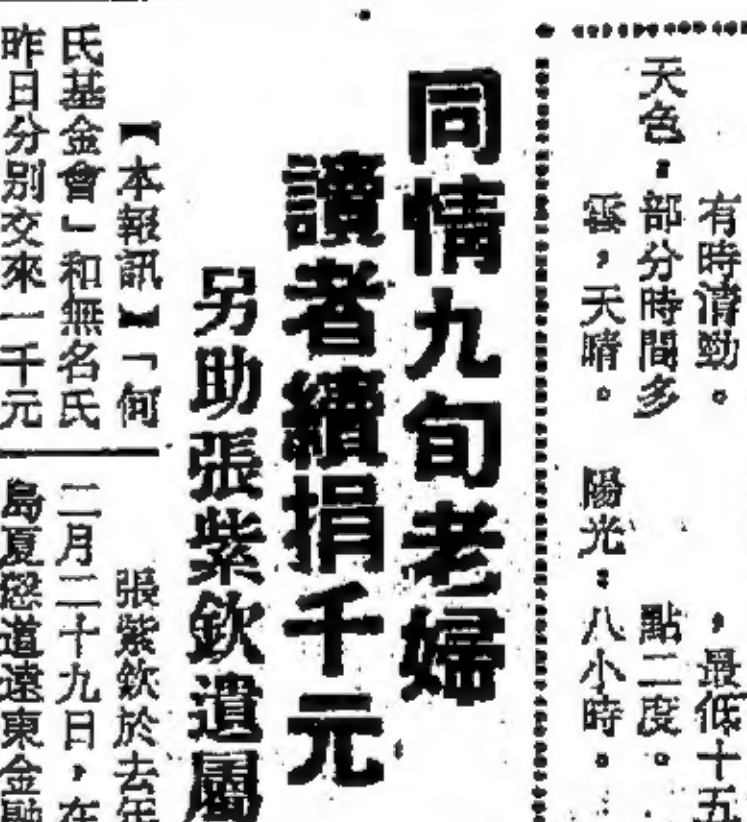 有時清勁。
，最低十五
天色：部分時間多
點二度。
雲，天晴。
陽光：八小時。
同情九旬老婦
讀者續捐千元
另助張紫欽遺屬
【本報訊】「何
氏基金會」和無名氏
昨日分別交來一千元
張紫欽於去年
二月二十九日，在
島夏慤道遠東金融